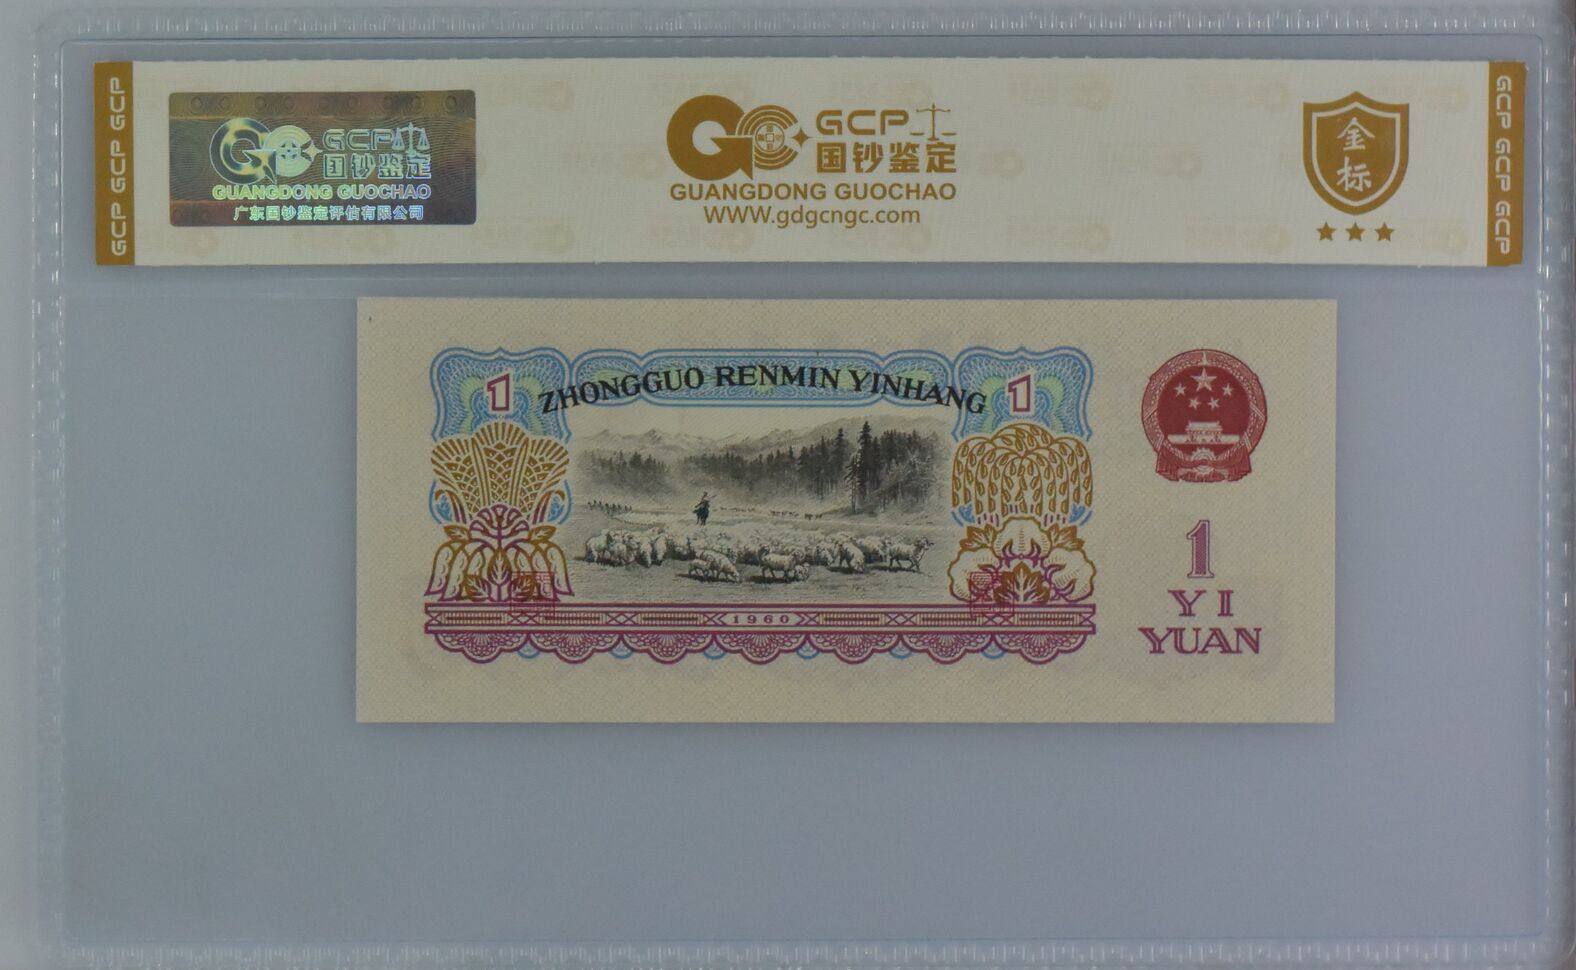 GCP GCP GCP
GCP
国钞鉴定
GUANGDONG GUOCHAO
广东国钞鉴定评估有限公司
GCP
国钞鉴定
GUANGDONG GUOCHAO
WWW.gdgcngc.com
金标
GCP GCP GCP
1
ZHONGGUO RENMIN YINHANG
1
1960
1
YI
YUAN